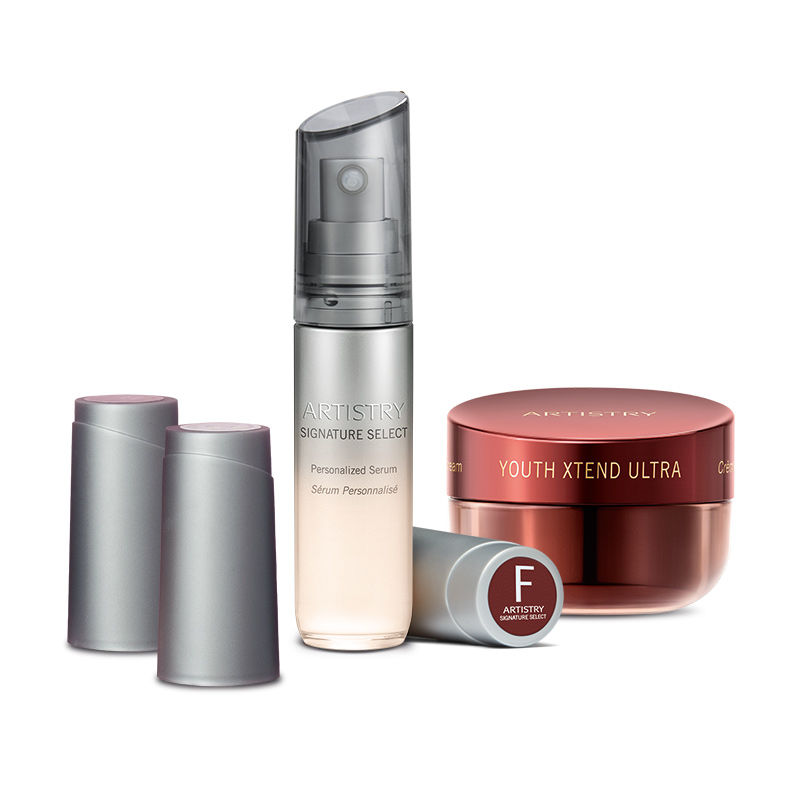 ARTISTRY
SIGNATURE SELECT
Personalized Serum
Sérum Personnalisé
F
ARTISTRY
SIGNATURE SELECT
ARTISTRY
YOUTH XTEND ULTRA